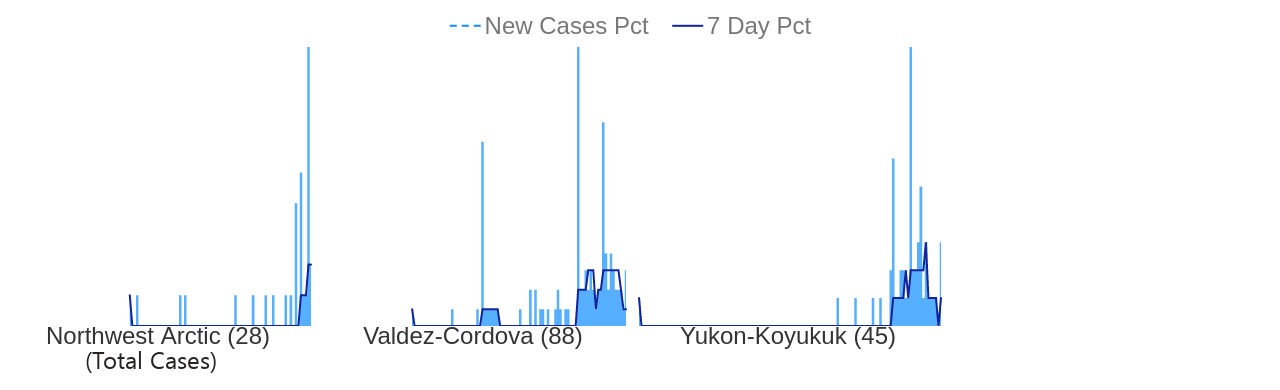 New Cases Pct 7 Day Pct
Northwest Arctic (28) Valdez-Cordova (88) Yukon-Koyukuk (45)
(Total Cases)